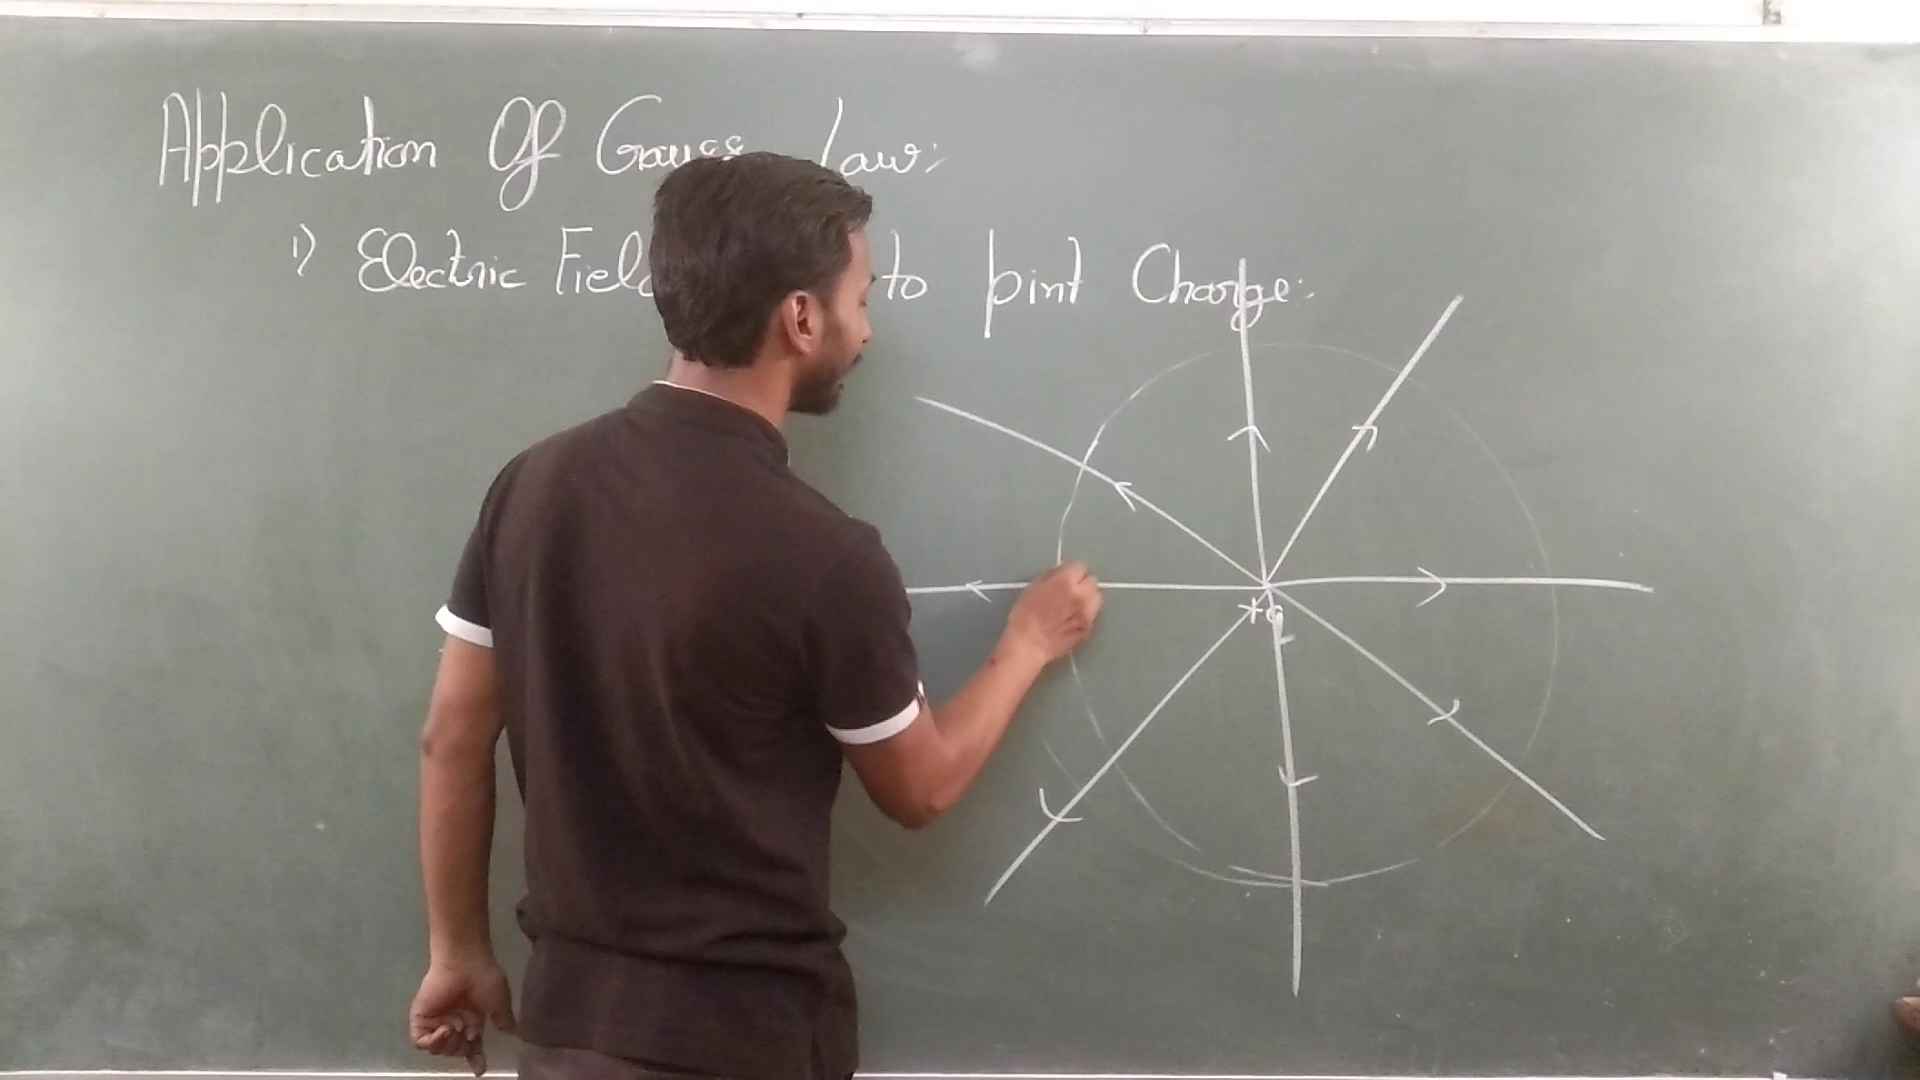 Application Of Gauss Law:
1) Electric Field to point Charge:
+q